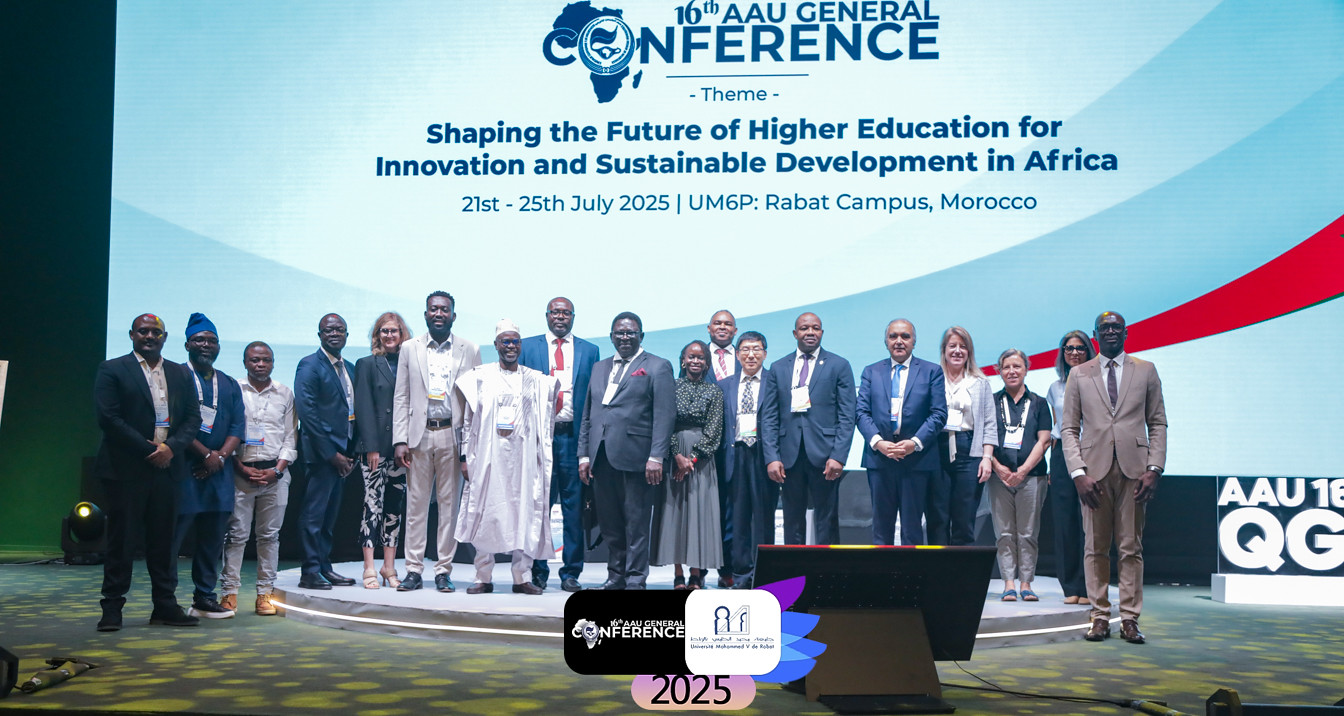 16th AAU GENERAL
CONFERENCE
- Theme -
Shaping the Future of Higher Education for
Innovation and Sustainable Development in Africa
21st - 25th July 2025 | UM6P: Rabat Campus, Morocco
AAU 16
QG
16th AAU GENERAL
CONFERENCE
Université Mohammed V de Rabat
2025